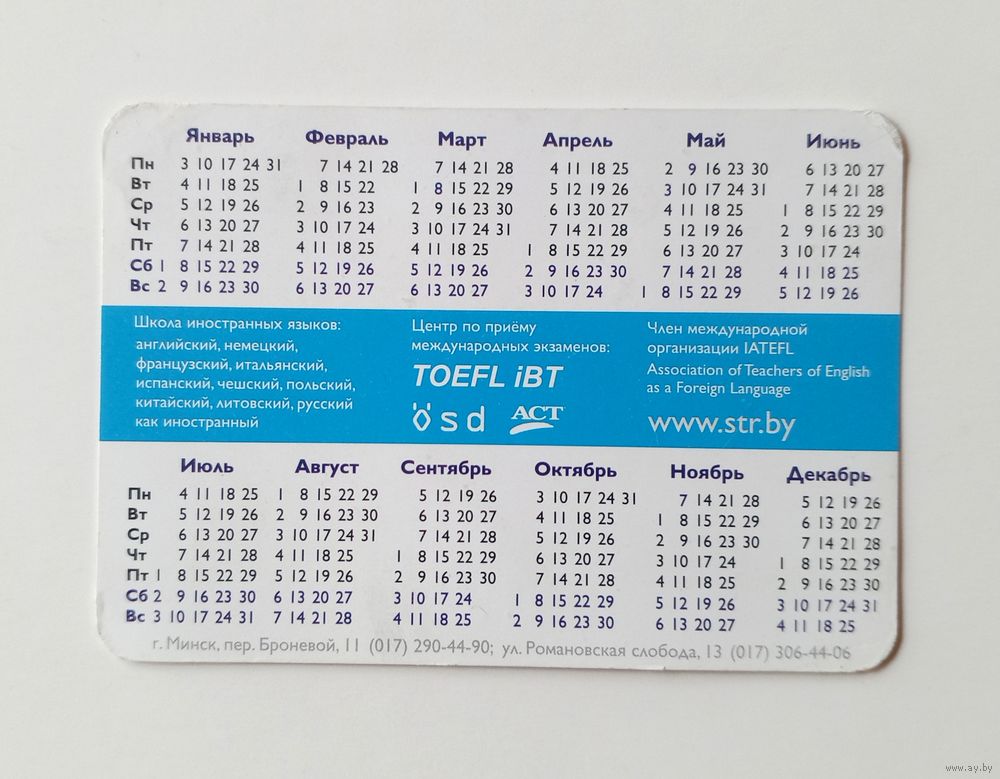 Январь Февраль Март Апрель Май Июнь
Пн 3 10 17 24 31 7 14 21 28 7 14 21 28 4 11 18 25 2 9 16 23 30 6 13 20 27
Вт 4 11 18 25 1 8 15 22 1 8 15 22 29 5 12 19 26 3 10 17 24 31 7 14 21 28
Ср 5 12 19 26 2 9 16 23 2 9 16 23 30 6 13 20 27 4 11 18 25 1 8 15 22 29
Чт 6 13 20 27 3 10 17 24 3 10 17 24 31 7 14 21 28 5 12 19 26 2 9 16 23 30
Пт 7 14 21 28 4 11 18 25 4 11 18 25 1 8 15 22 29 6 13 20 27 3 10 17 24
Сб 1 8 15 22 29 5 12 19 26 5 12 19 26 2 9 16 23 30 7 14 21 28 4 11 18 25
Вс 2 9 16 23 30 6 13 20 27 6 13 20 27 3 10 17 24 1 8 15 22 29 5 12 19 26
Школа иностранных языков:
английский, немецкий,
французский, итальянский,
испанский, чешский, польский,
китайский, литовский, русский
как иностранный
Центр по приёму
международных экзаменов:
TOEFL iBT
ösd ACT
Член международной
организации IATEFL
Association of Teachers of English
as a Foreign Language
www.str.by
Июль Август Сентябрь Октябрь Ноябрь Декабрь
Пн 4 11 18 25 1 8 15 22 29 5 12 19 26 3 10 17 24 31 7 14 21 28 5 12 19 26
Вт 5 12 19 26 2 9 16 23 30 6 13 20 27 4 11 18 25 1 8 15 22 29 6 13 20 27
Ср 6 13 20 27 3 10 17 24 31 7 14 21 28 5 12 19 26 2 9 16 23 30 7 14 21 28
Чт 7 14 21 28 4 11 18 25 1 8 15 22 29 6 13 20 27 3 10 17 24 1 8 15 22 29
Пт 1 8 15 22 29 5 12 19 26 2 9 16 23 30 7 14 21 28 4 11 18 25 2 9 16 23 30
Сб 2 9 16 23 30 6 13 20 27 3 10 17 24 1 8 15 22 29 5 12 19 26 3 10 17 24 31
Вс 3 10 17 24 31 7 14 21 28 4 11 18 25 2 9 16 23 30 6 13 20 27 4 11 18 25
г. Минск, пер. Броневой, 11 (017) 290-44-90; ул. Романовская слобода, 13 (017) 306-44-06
www.ay.by